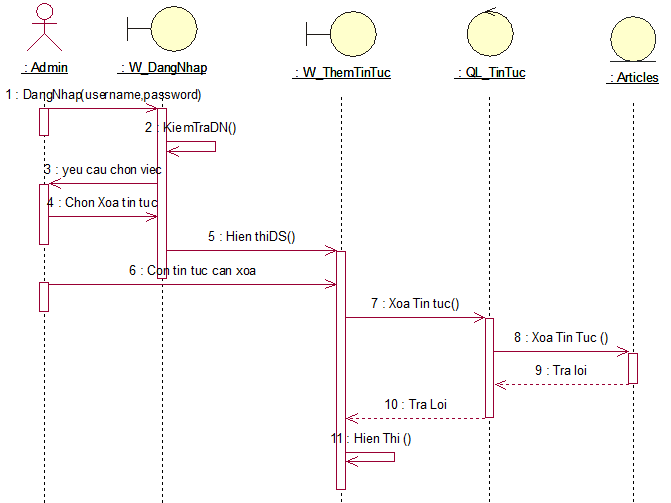 : Admin
: W_DangNhap
: W_ThemTinTuc
: QL_TinTuc
: Articles
1 : DangNhap(username,password)
2 : KiemTraDN()
3 : yeu cau chon viec
4 : Chon Xoa tin tuc
5 : Hien thiDS()
6 : Con tin tuc can xoa
7 : Xoa Tin tuc()
8 : Xoa Tin Tuc ()
9 : Tra loi
10 : Tra Loi
11 : Hien Thi ()